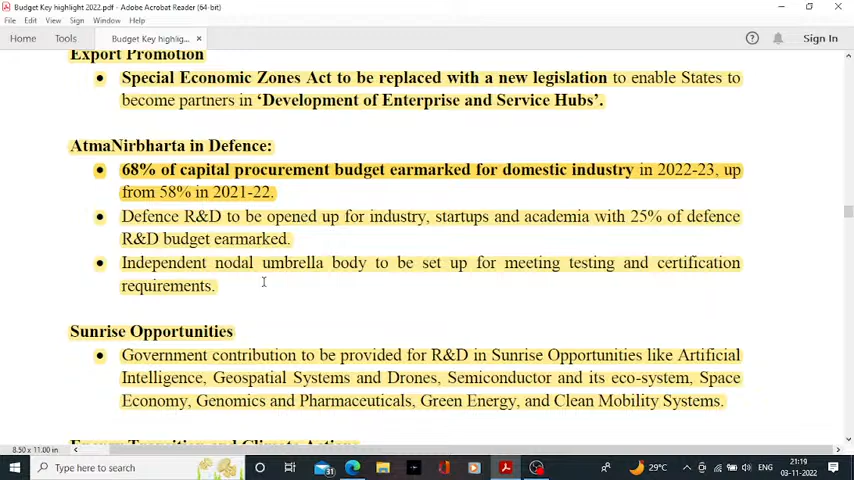 Budget Key highlight 2022.pdf - Adobe Acrobat Reader (64-bit)
File Edit View Sign Window Help
Home Tools Budget Key highlig... × Sign In
Export Promotion
• Special Economic Zones Act to be replaced with a new legislation to enable States to
become partners in ‘Development of Enterprise and Service Hubs’.
AtmaNirbharta in Defence:
• 68% of capital procurement budget earmarked for domestic industry in 2022-23, up
from 58% in 2021-22.
• Defence R&D to be opened up for industry, startups and academia with 25% of defence
R&D budget earmarked.
• Independent nodal umbrella body to be set up for meeting testing and certification
requirements.
Sunrise Opportunities
• Government contribution to be provided for R&D in Sunrise Opportunities like Artificial
Intelligence, Geospatial Systems and Drones, Semiconductor and its eco-system, Space
Economy, Genomics and Pharmaceuticals, Green Energy, and Clean Mobility Systems.
Energy Transition and Climate Action:
8.50 x 11.00 in
Type here to search 31 29°C ENG 21:19
03-11-2022